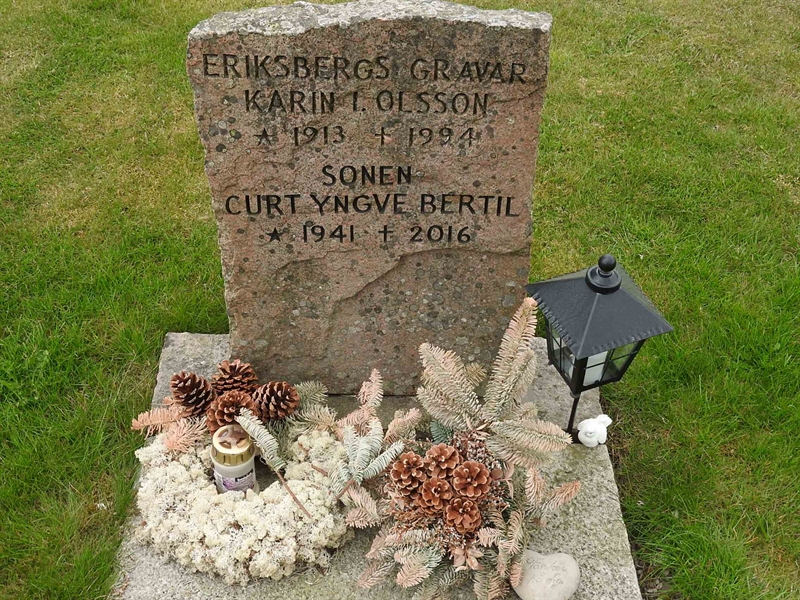 ERIKSBERGS GRAVAR
KARIN I. OLSSON
★ 1913 ✝ 1994
SONEN
CURT YNGVE BERTIL
★ 1941 ✝ 2016